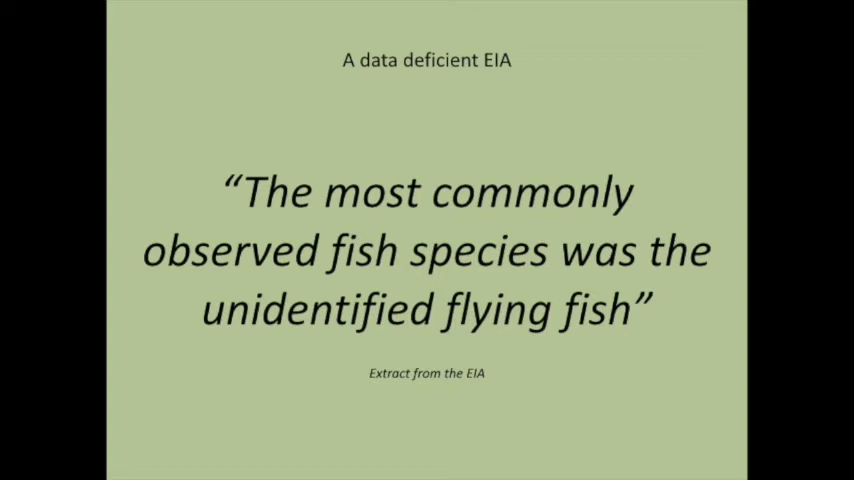 A data deficient EIA
“The most commonly
observed fish species was the
unidentified flying fish”
Extract from the EIA